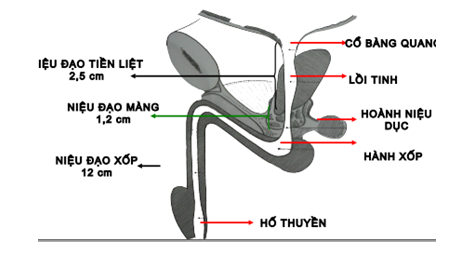 CỔ BÀNG QUANG
IỆU ĐẠO TIỀN LIỆT
2,5 cm
LỒI TINH
NIỆU ĐẠO MÀNG
1,2 cm
HOÀNH NIỆU
DỤC
NIỆU ĐẠO XỐP
12 cm
HÀNH XỐP
HỐ THUYỀN